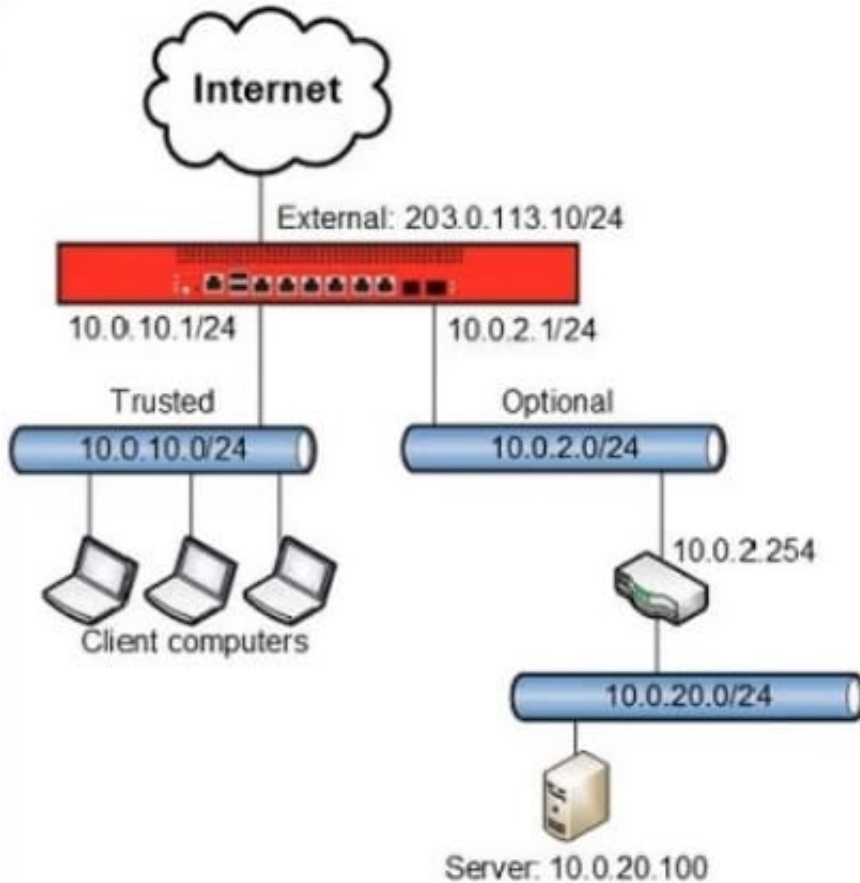 Internet
External: 203.0.113.10/24
10.0.10.1/24
10.0.2.1/24
Trusted
Optional
10.0.10.0/24
10.0.2.0/24
10.0.2.254
Client computers
10.0.20.0/24
Server: 10.0.20.100